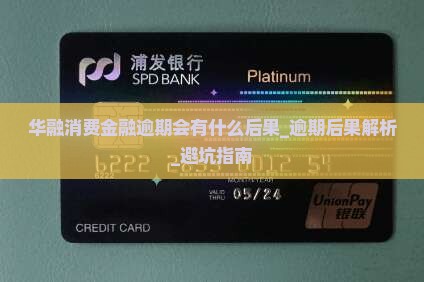 浦发银行
SPD BANK
Platinum
华融消费金融逾期会有什么后果_逾期后果解析
_避坑指南
6222
MONTH/YEAR
VALID THRU 05/24
CREDIT CARD
UnionPay
银联